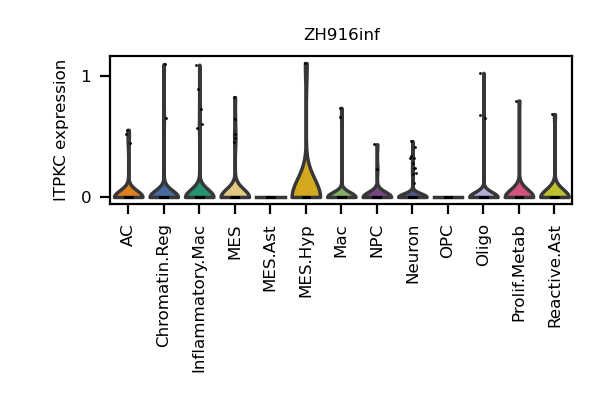 ZH916inf
ITPKC expression
1
0
AC
Chromatin.Reg
Inflammatory.Mac
MES
MES.Ast
MES.Hyp
Mac
NPC
Neuron
OPC
Oligo
Prolif.Metab
Reactive.Ast